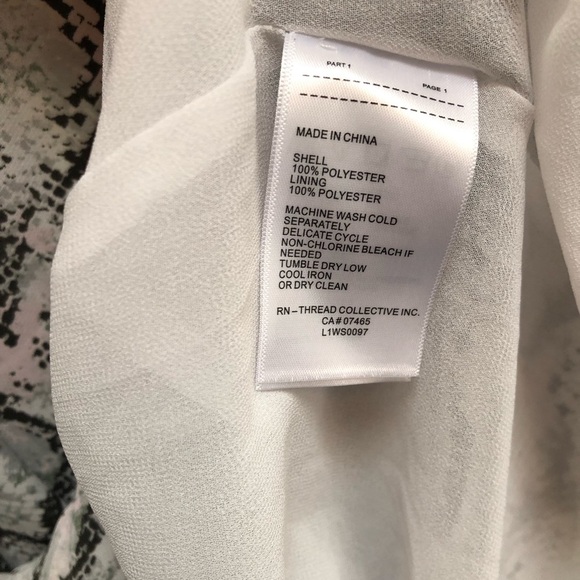 PART 1 PAGE 1
MADE IN CHINA
SHELL
100% POLYESTER
LINING
100% POLYESTER
MACHINE WASH COLD
SEPARATELY
DELICATE CYCLE
NON-CHLORINE BLEACH IF
NEEDED
TUMBLE DRY LOW
COOL IRON
OR DRY CLEAN
RN – THREAD COLLECTIVE INC.
CA# 07465
L1WS0097